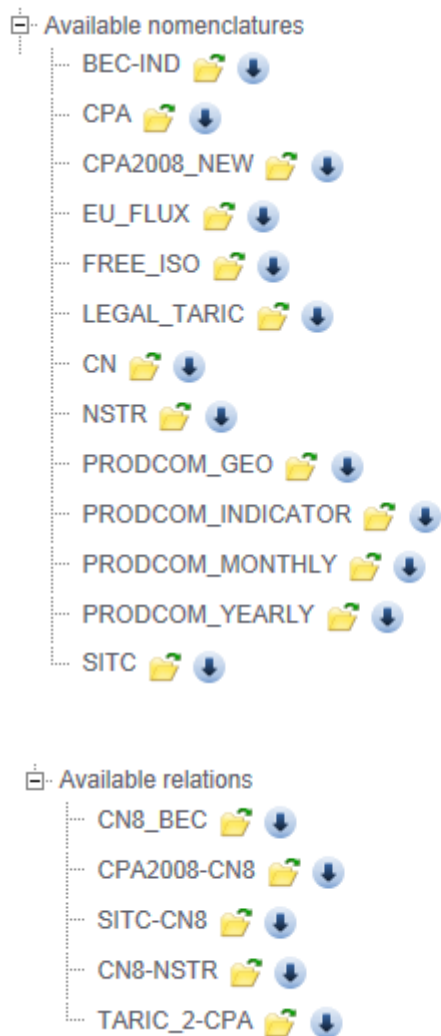 Available nomenclatures
BEC-IND
CPA
CPA2008_NEW
EU_FLUX
FREE_ISO
LEGAL_TARIC
CN
NSTR
PRODCOM_GEO
PRODCOM_INDICATOR
PRODCOM_MONTHLY
PRODCOM_YEARLY
SITC
Available relations
CN8_BEC
CPA2008-CN8
SITC-CN8
CN8-NSTR
TARIC_2-CPA